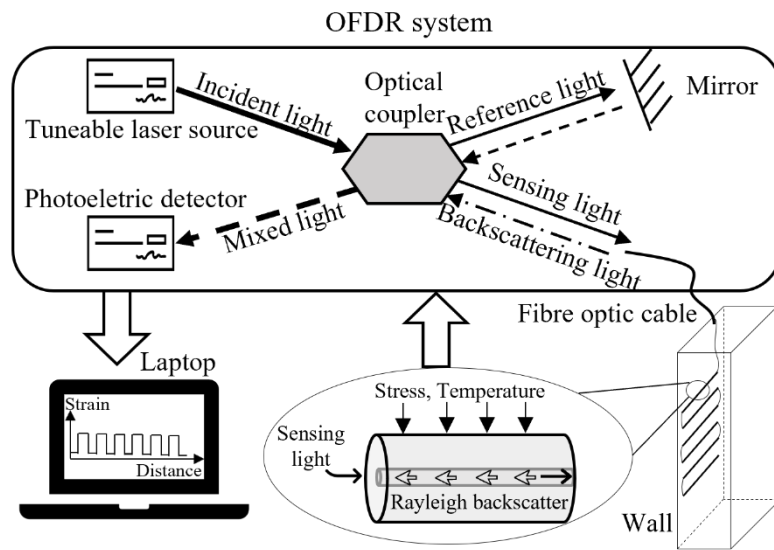 OFDR system
Tuneable laser source
Incident light
Optical
coupler
Reference light
Mirror
Photoeletric detector
Mixed light
Sensing light
Backscattering light
Fibre optic cable
Laptop
Strain
Distance
Stress, Temperature
Sensing
light
Rayleigh backscatter
Wall